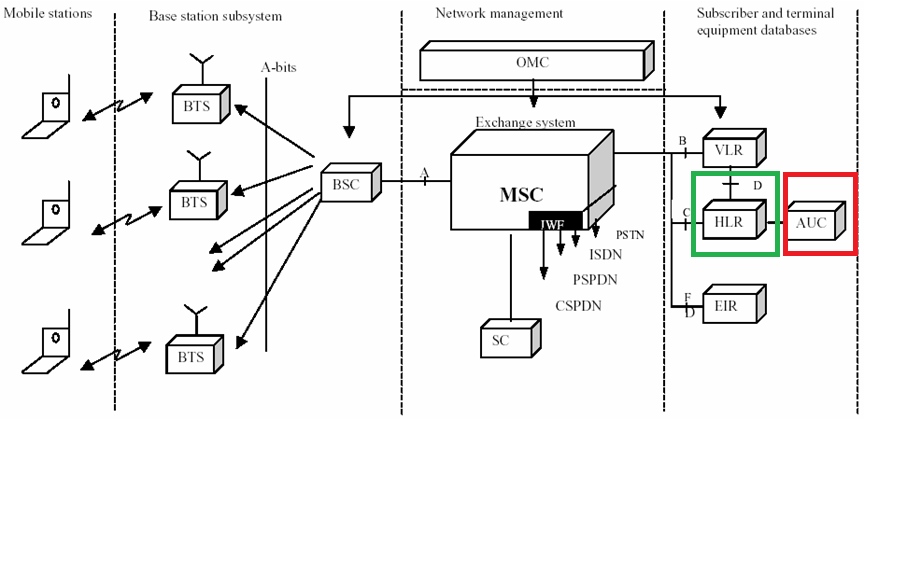 Mobile stations
Base station subsystem
Network management
Subscriber and terminal
equipment databases
A-bits
OMC
BTS
Exchange system
B
VLR
BSC
A
MSC
D
BTS
C
HLR
AUC
IWF
PSTN
ISDN
PSPDN
CSPDN
F
D
EIR
SC
BTS